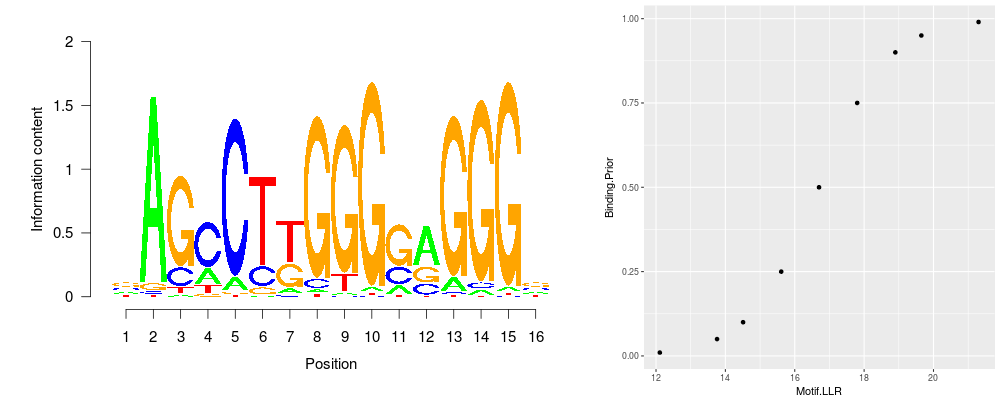 2
1.5
1
0.5
0
Information content
1 2 3 4 5 6 7 8 9 10 11 12 13 14 15 16
Position
A G C C T T G G G G A G G G
1.00
0.75
0.50
0.25
0.00
Binding.Prior
12 14 16 18 20
Motif.LLR